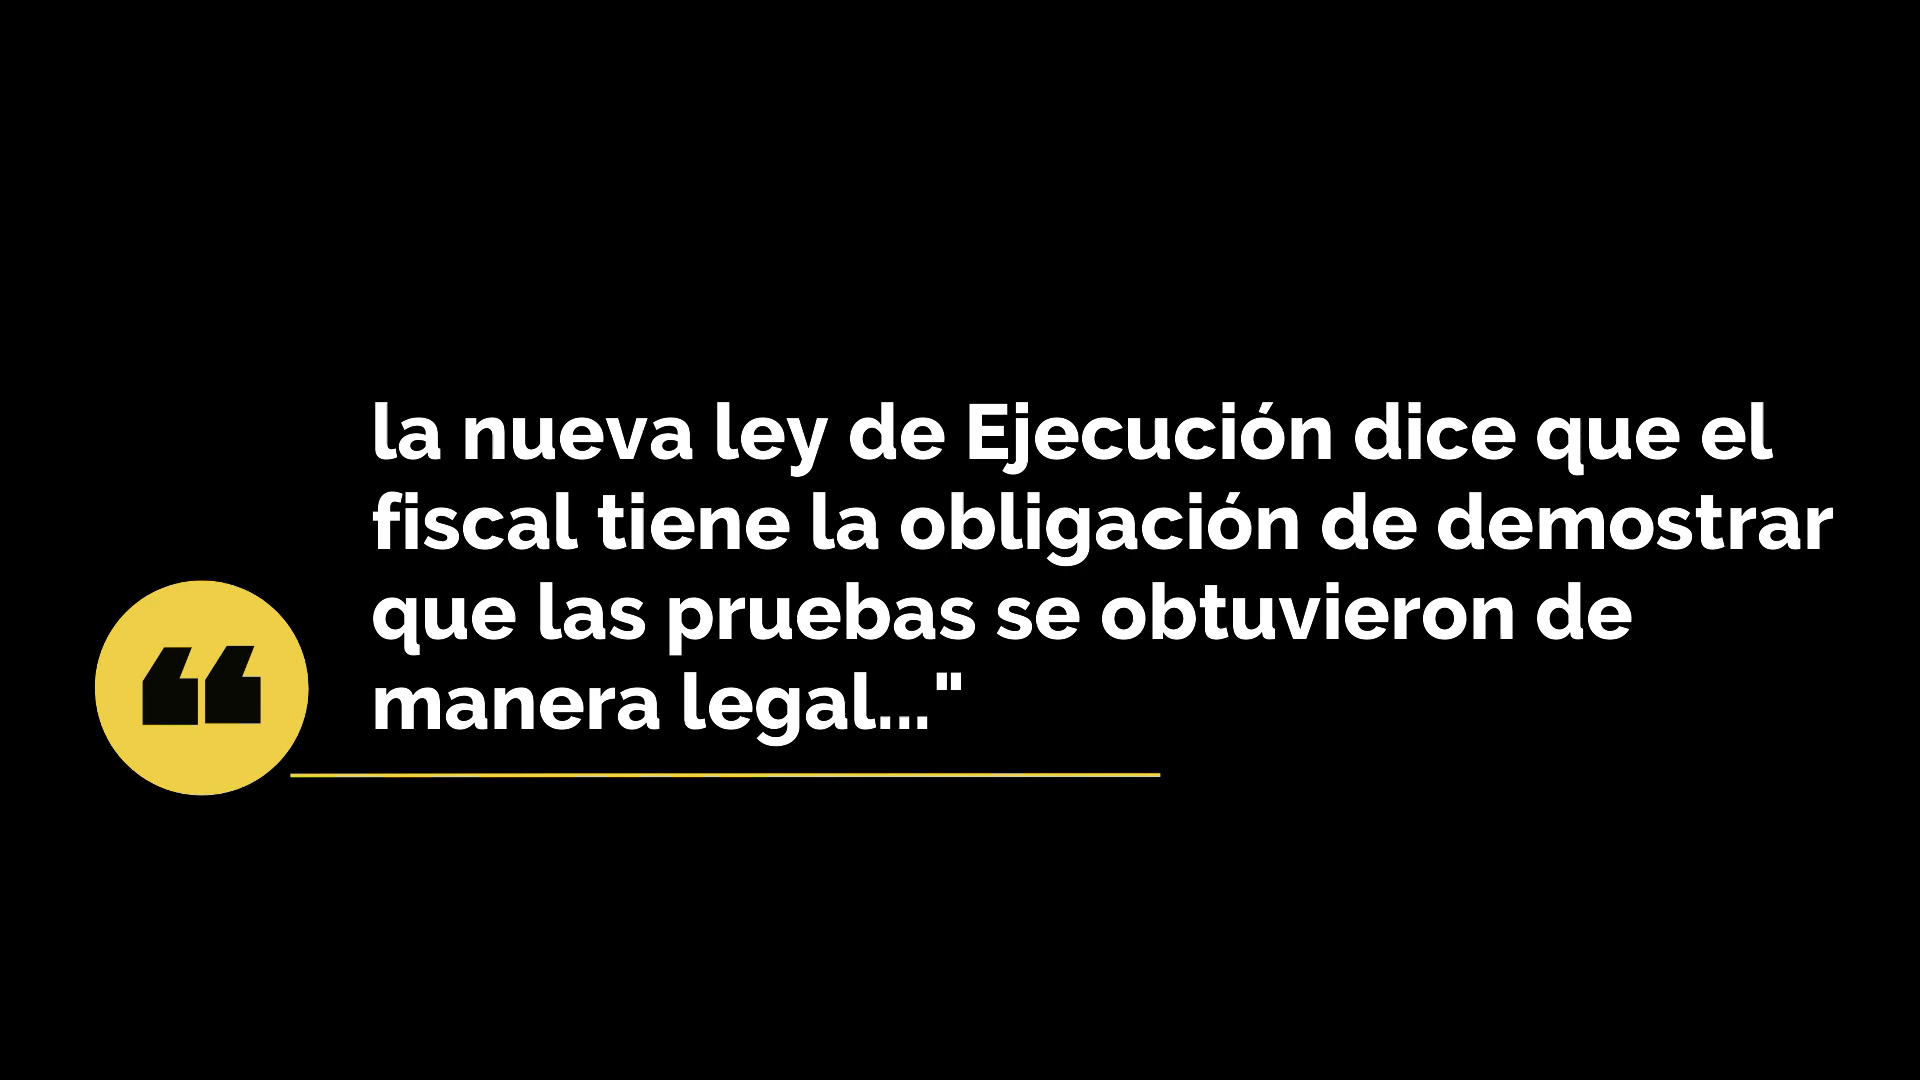 la nueva ley de Ejecución dice que el
fiscal tiene la obligación de demostrar
que las pruebas se obtuvieron de
manera legal..."